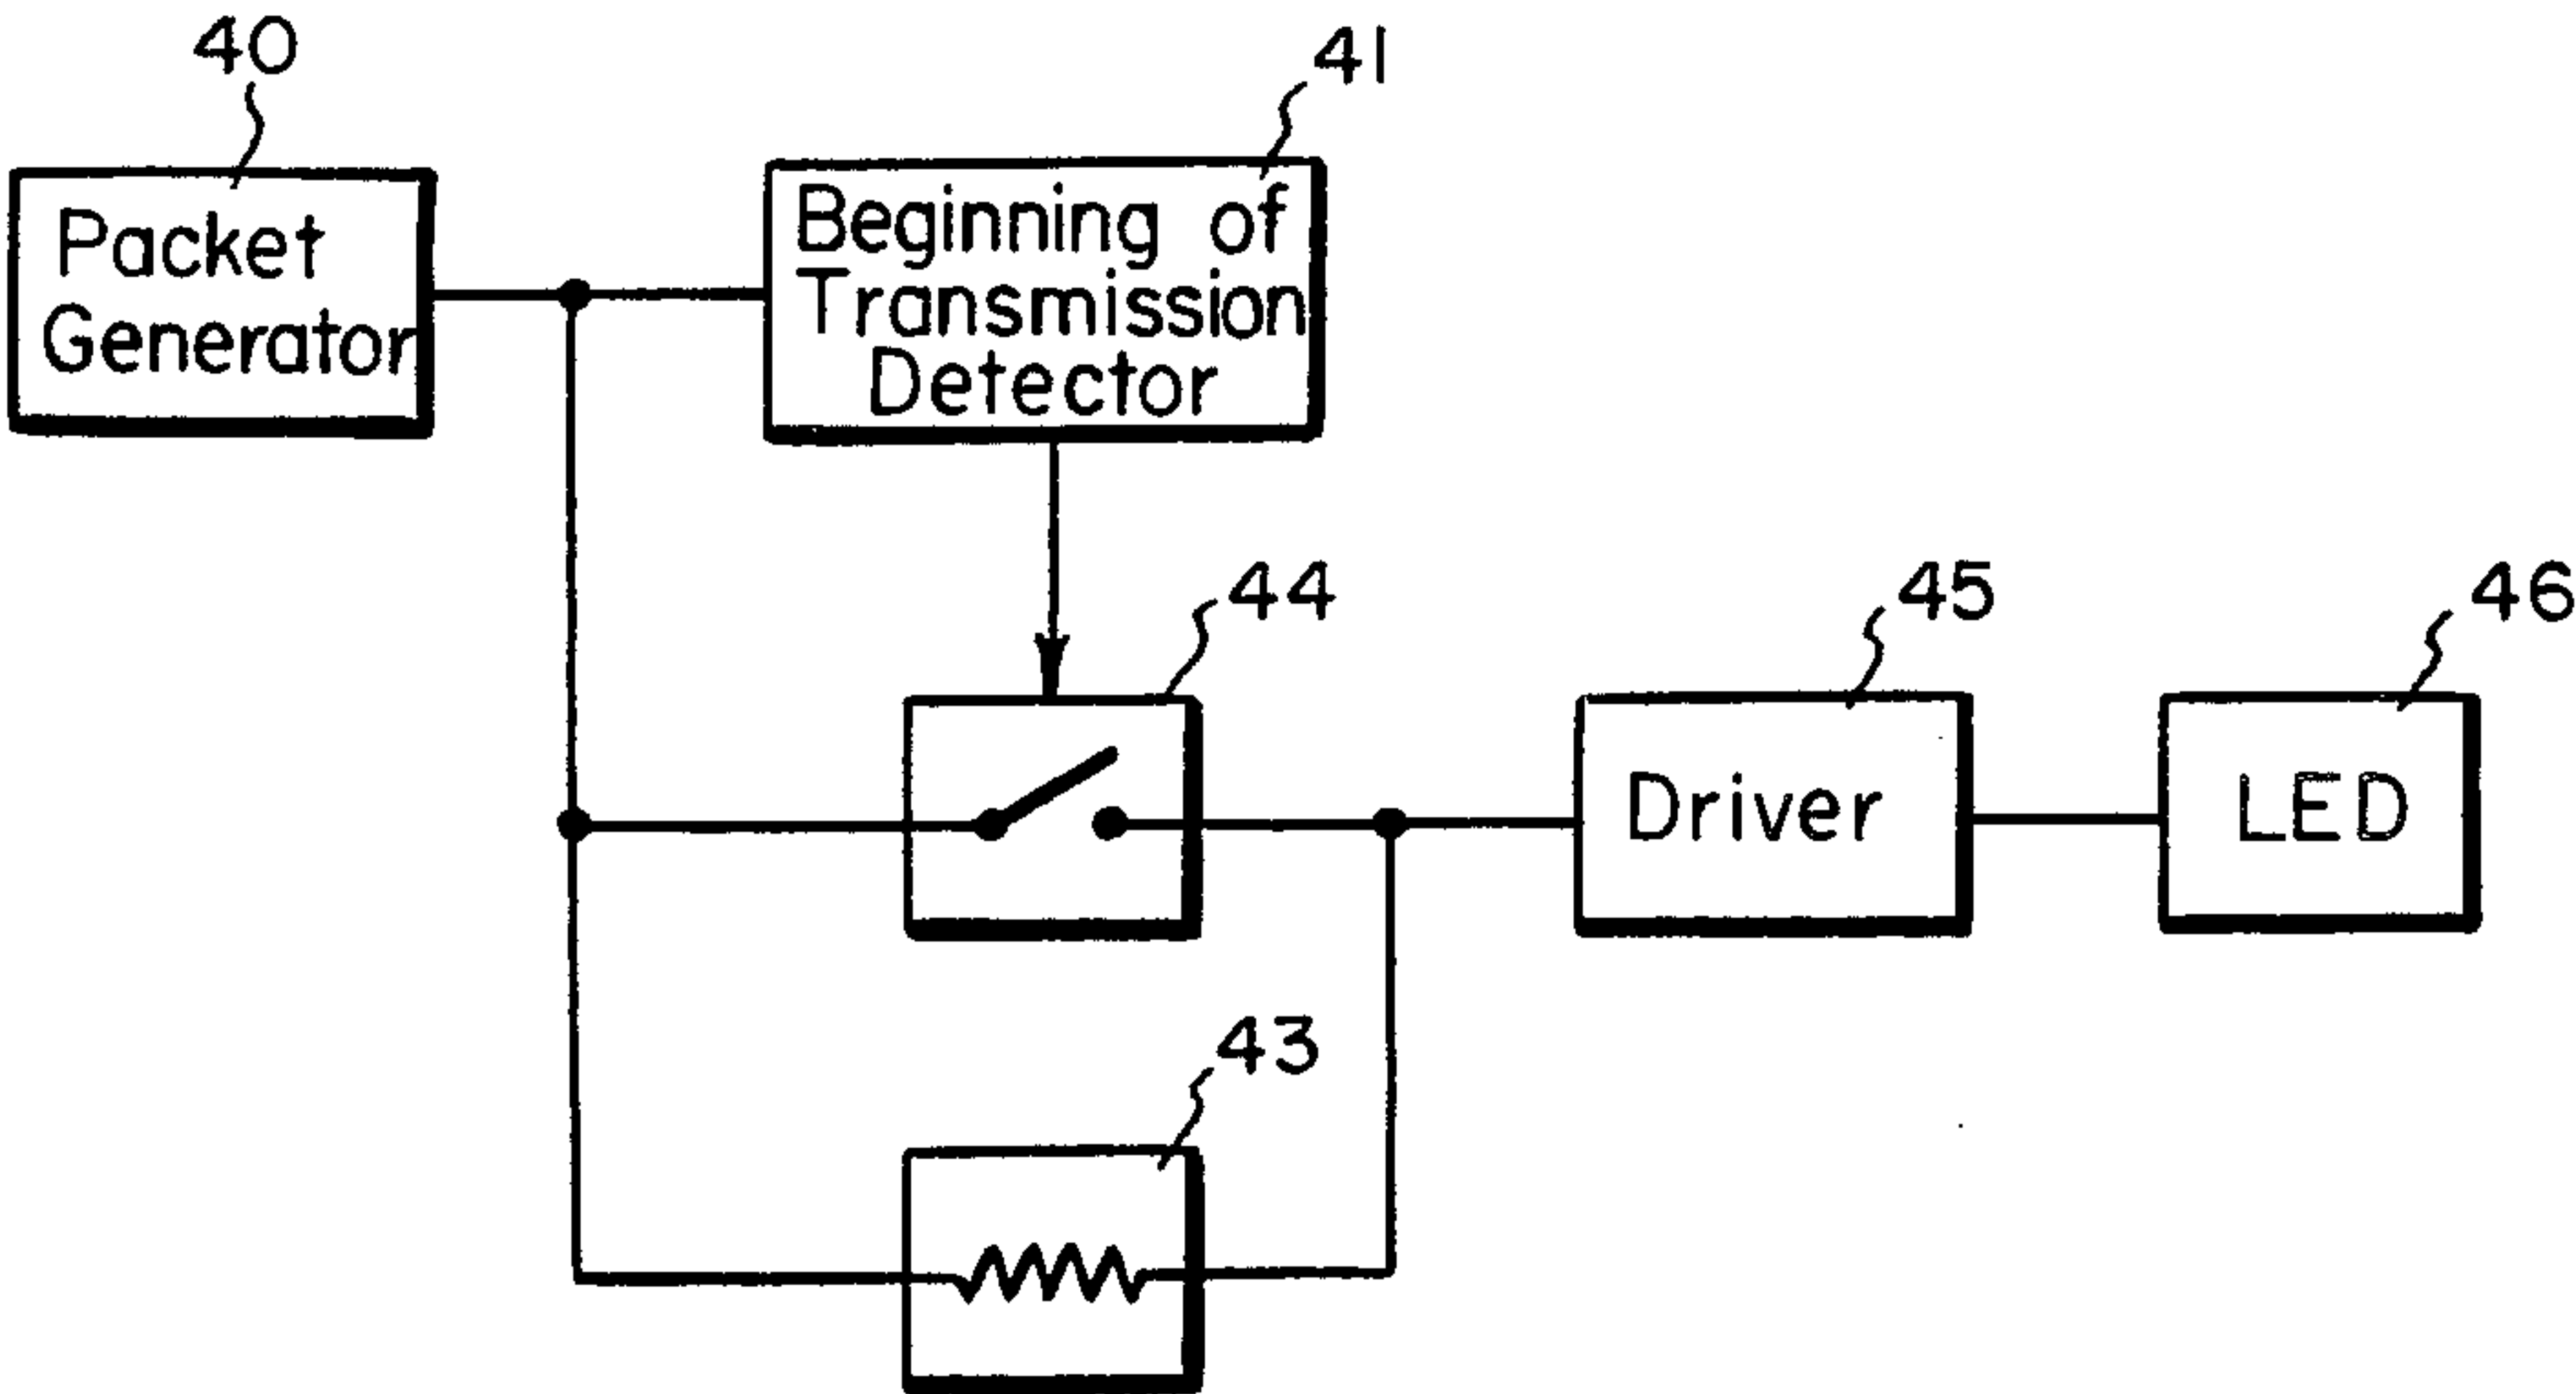 40
41
Packet
Generator
Beginning of
Transmission
Detector
44
45
46
Driver
LED
43